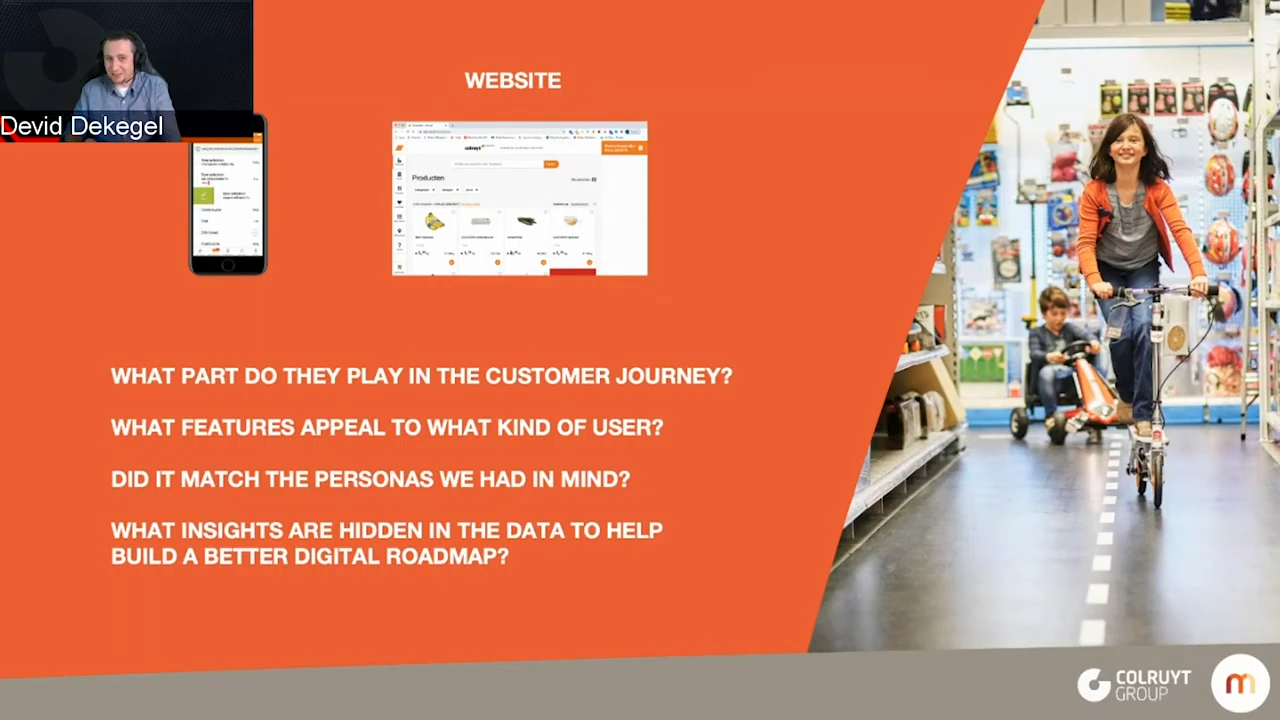 Devid Dekegel
WEBSITE
colruyt
Producten
WHAT PART DO THEY PLAY IN THE CUSTOMER JOURNEY?
WHAT FEATURES APPEAL TO WHAT KIND OF USER?
DID IT MATCH THE PERSONAS WE HAD IN MIND?
WHAT INSIGHTS ARE HIDDEN IN THE DATA TO HELP
BUILD A BETTER DIGITAL ROADMAP?
COLRUYT
GROUP
m